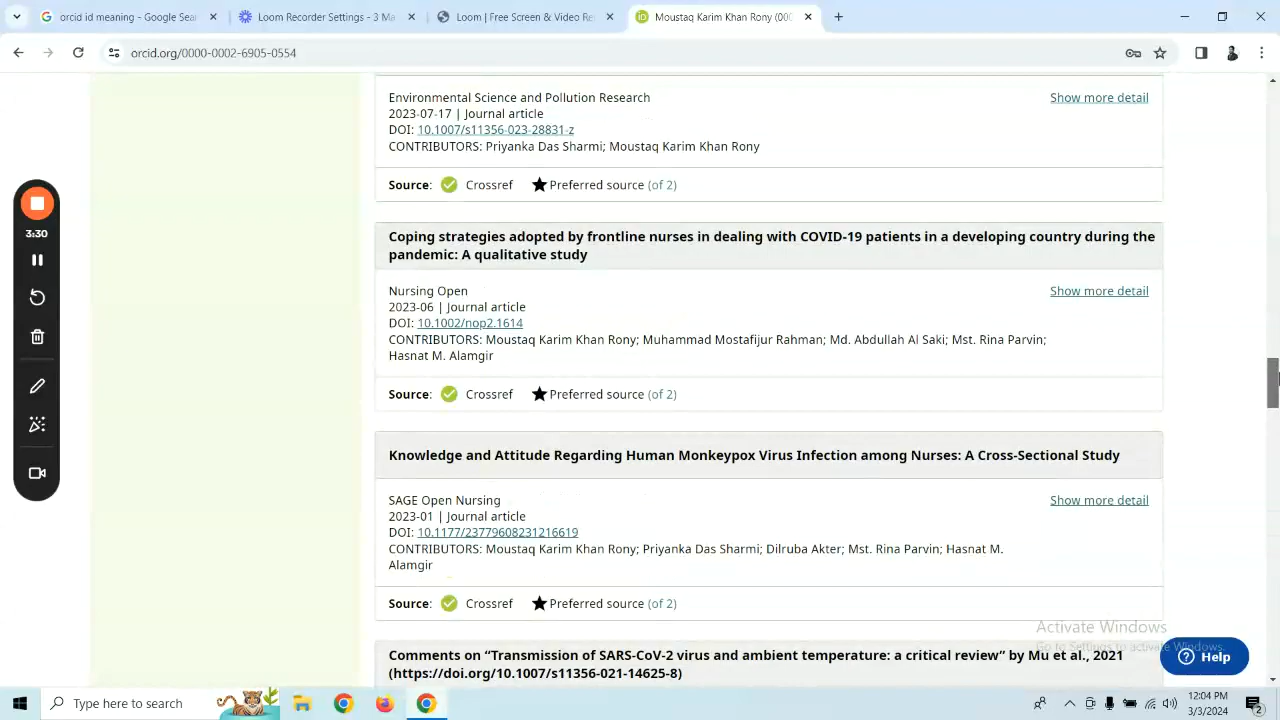 orcid id meaning - Google Sear
Loom Recorder Settings - 3 Ma
Loom | Free Screen & Video Re
Moustaq Karim Khan Rony (000
orcid.org/0000-0002-6905-0554
Environmental Science and Pollution Research
Show more detail
2023-07-17 | Journal article
DOI: 10.1007/s11356-023-28831-z
CONTRIBUTORS: Priyanka Das Sharmi; Moustaq Karim Khan Rony
Source: Crossref ★Preferred source (of 2)
3:30
Coping strategies adopted by frontline nurses in dealing with COVID-19 patients in a developing country during the
pandemic: A qualitative study
Nursing Open
Show more detail
2023-06 | Journal article
DOI: 10.1002/nop2.1614
CONTRIBUTORS: Moustaq Karim Khan Rony; Muhammad Mostafijur Rahman; Md. Abdullah Al Saki; Mst. Rina Parvin;
Hasnat M. Alamgir
Source: Crossref ★Preferred source (of 2)
Knowledge and Attitude Regarding Human Monkeypox Virus Infection among Nurses: A Cross-Sectional Study
SAGE Open Nursing
Show more detail
2023-01 | Journal article
DOI: 10.1177/23779608231216619
CONTRIBUTORS: Moustaq Karim Khan Rony; Priyanka Das Sharmi; Dilruba Akter; Mst. Rina Parvin; Hasnat M.
Alamgir
Source: Crossref ★Preferred source (of 2)
Activate Windows
Go to Settings to activate Windows.
Help
Comments on “Transmission of SARS-CoV-2 virus and ambient temperature: a critical review” by Mu et al., 2021
(https://doi.org/10.1007/s11356-021-14625-8)
Type here to search
12:04 PM
3/3/2024
2